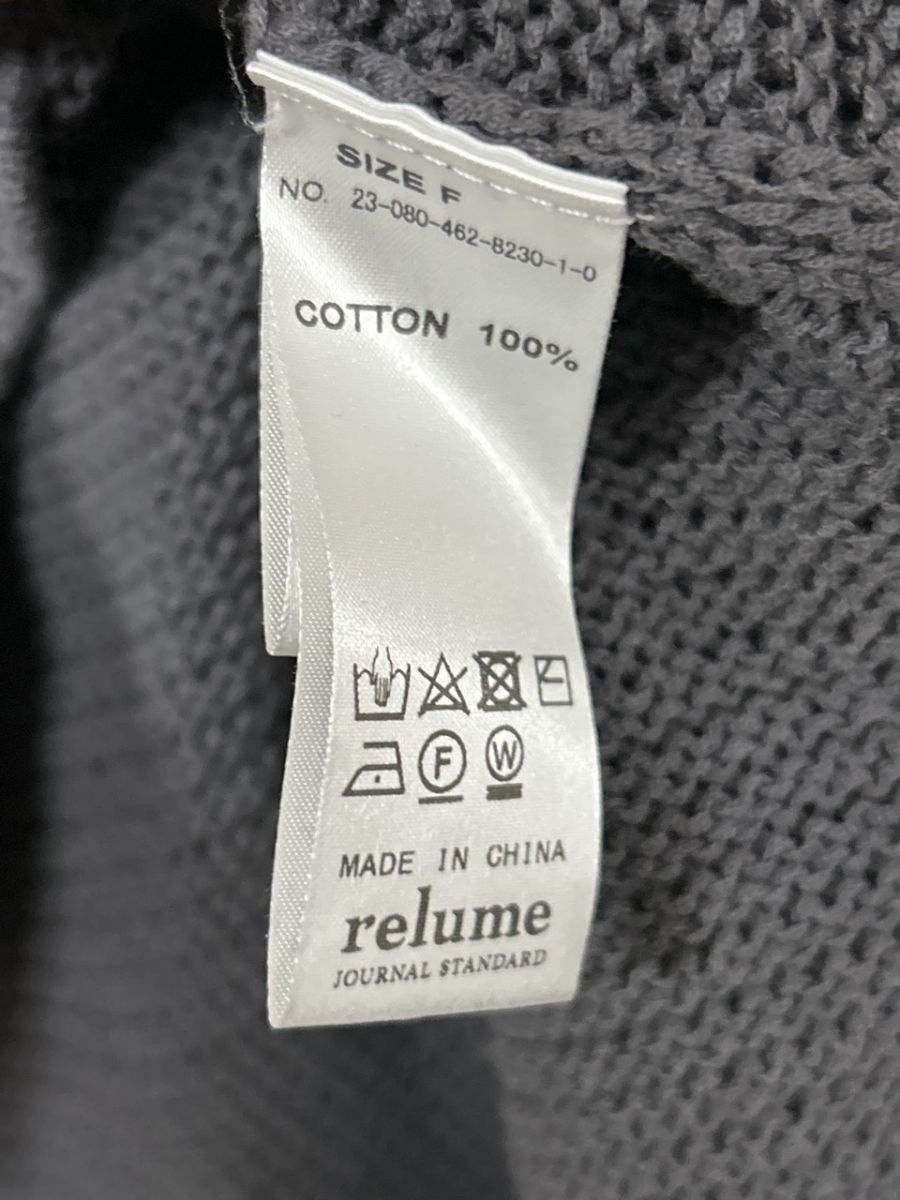 SIZE F
NO. 23-080-462-8230-1-0
COTTON 100%
F W
MADE IN CHINA
relume
JOURNAL STANDARD